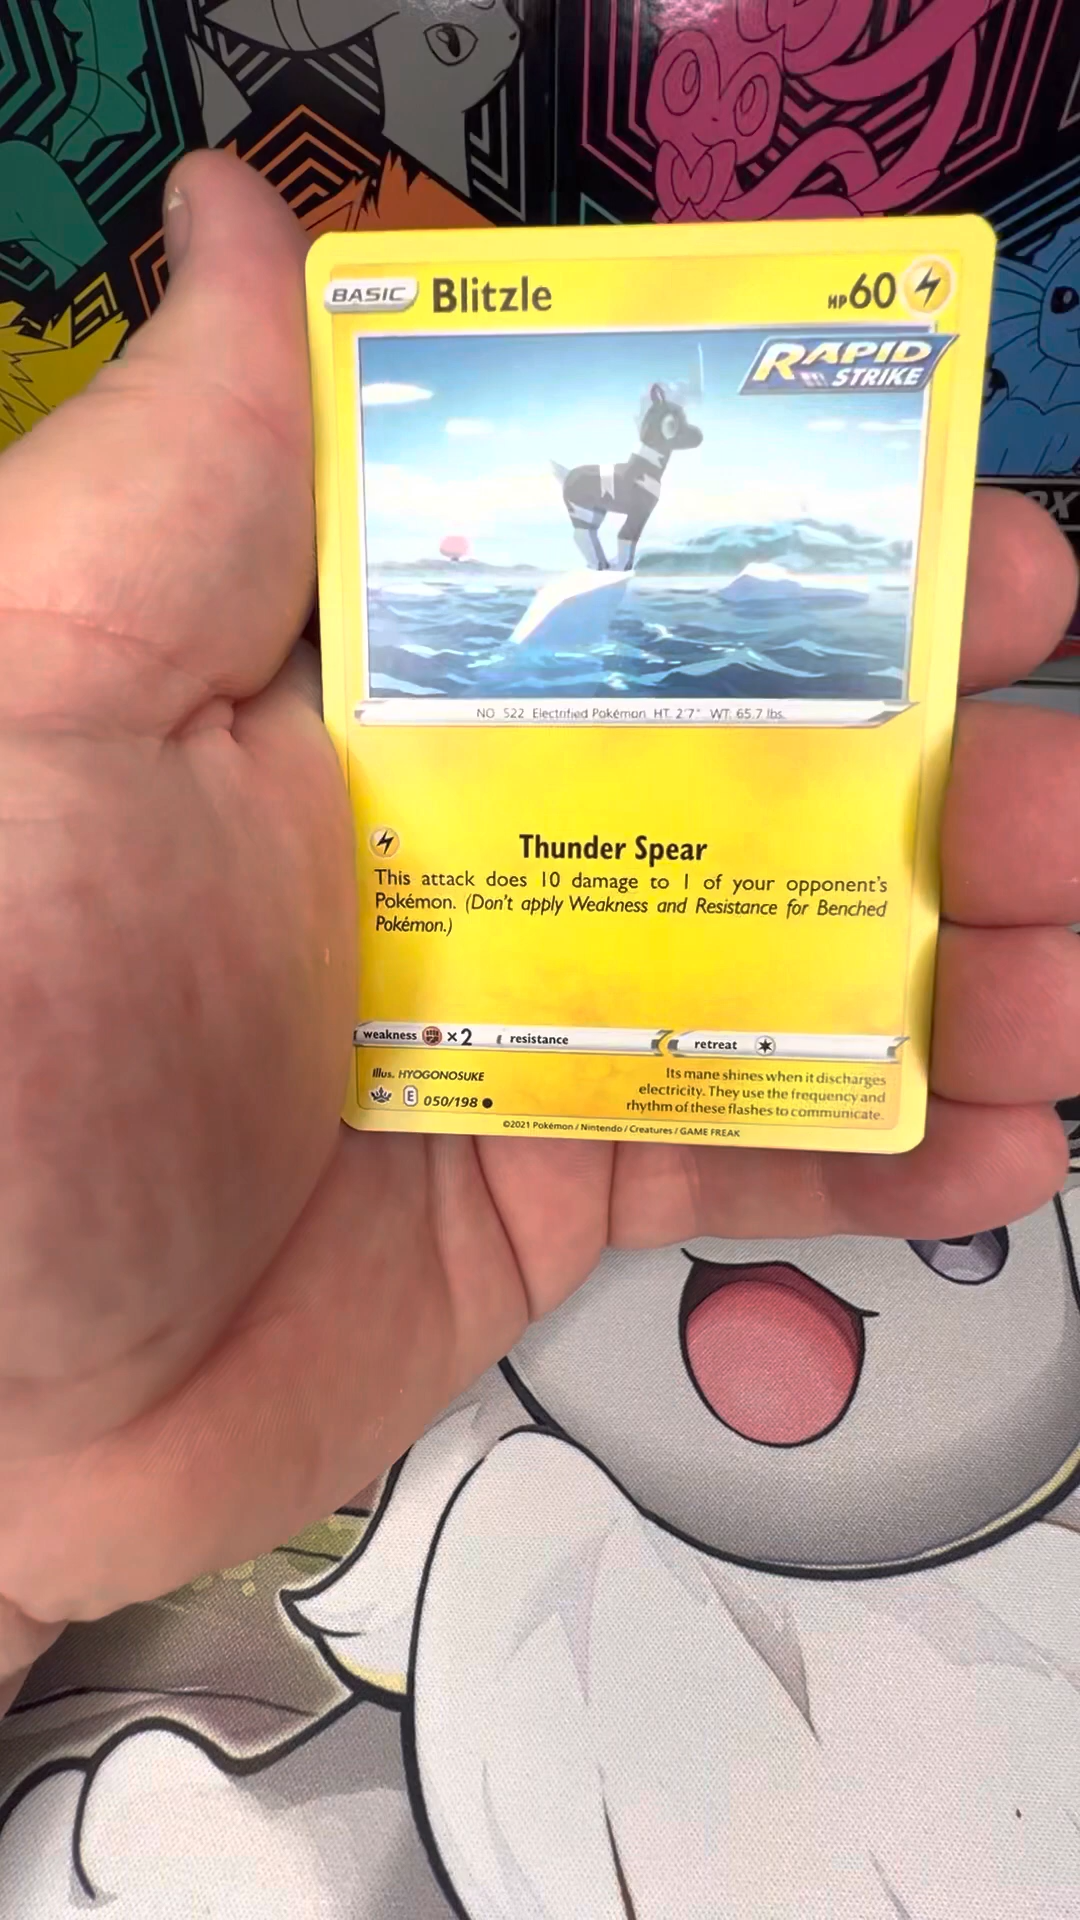 BASIC Blitzle HP60
RAPID
STRIKE
NO. 522 Electrified Pokémon HT: 2'7" WT: 65.7 lbs.
Thunder Spear
This attack does 10 damage to 1 of your opponent's
Pokémon. (Don't apply Weakness and Resistance for Benched
Pokémon.)
weakness ×2 resistance retreat
Illus. HYOGONOSUKE
E 050/198
Its mane shines when it discharges
electricity. They use the frequency and
rhythm of these flashes to communicate.
©2021 Pokémon / Nintendo / Creatures / GAME FREAK